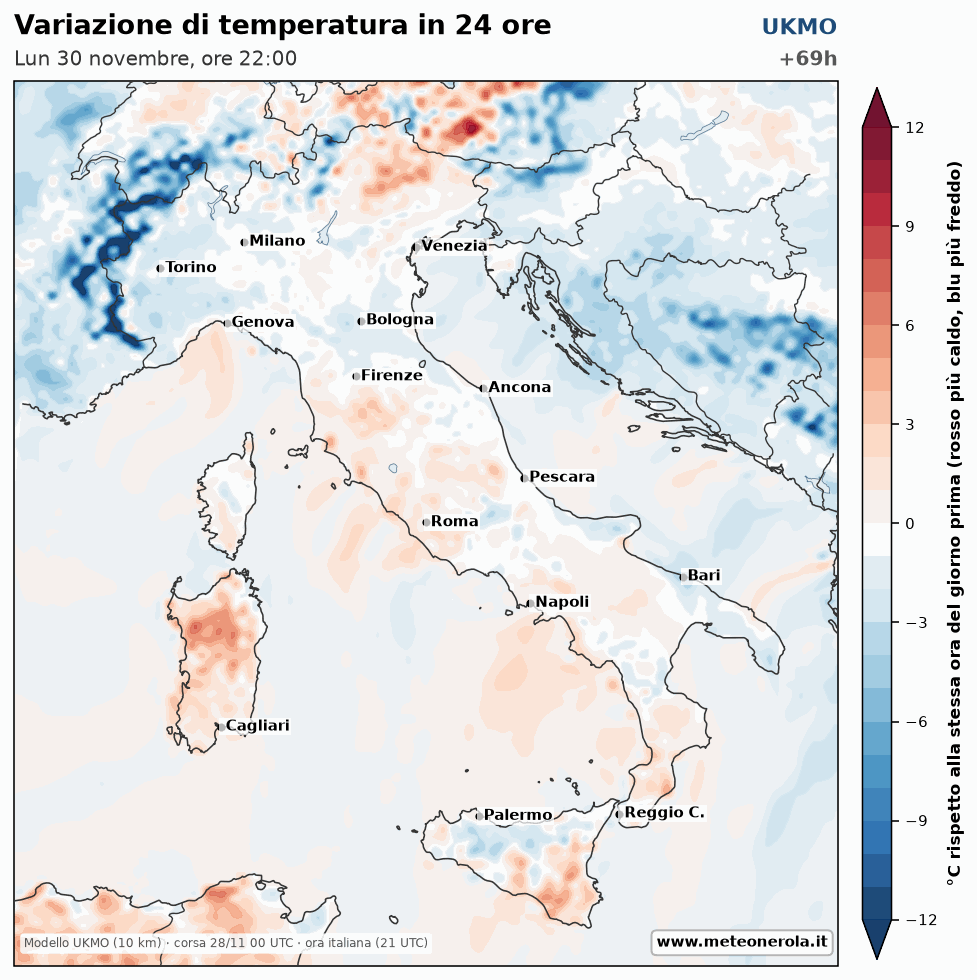 Variazione di temperatura in 24 ore
UKMO
Lun 30 novembre, ore 22:00
+69h
Milano
Venezia
Torino
Genova
Bologna
Firenze
Ancona
Pescara
Roma
Bari
Napoli
Cagliari
Palermo
Reggio C.
12
9
6
3
0
−3
−6
−9
−12
°C rispetto alla stessa ora del giorno prima (rosso più caldo, blu più freddo)
Modello UKMO (10 km) · corsa 28/11 00 UTC · ora italiana (21 UTC)
www.meteonerola.it